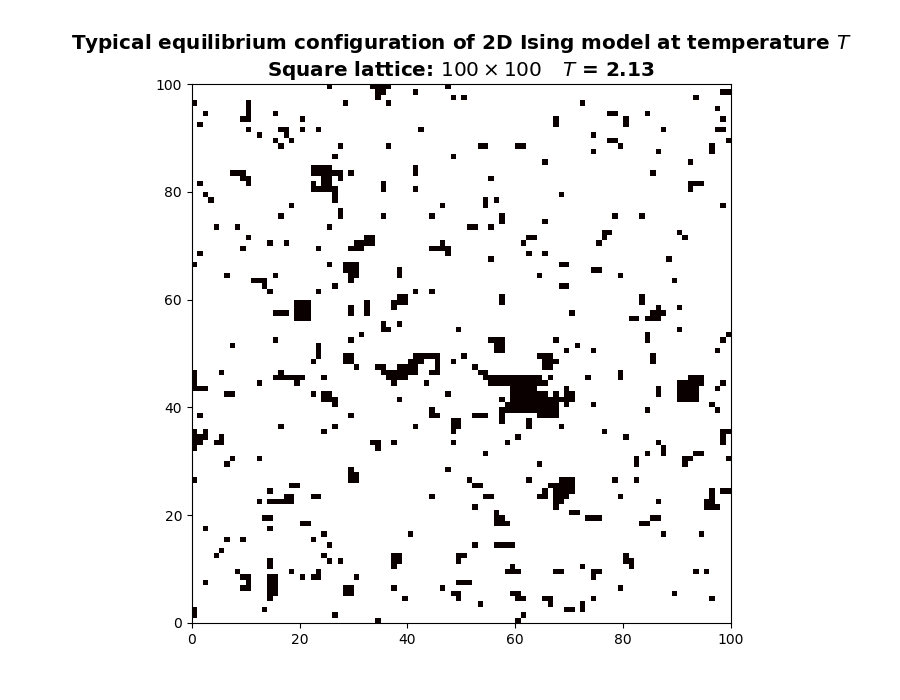 Typical equilibrium configuration of 2D Ising model at temperature T
Square lattice: 100 × 100 T = 2.13
100
80
60
40
20
0
0 20 40 60 80 100